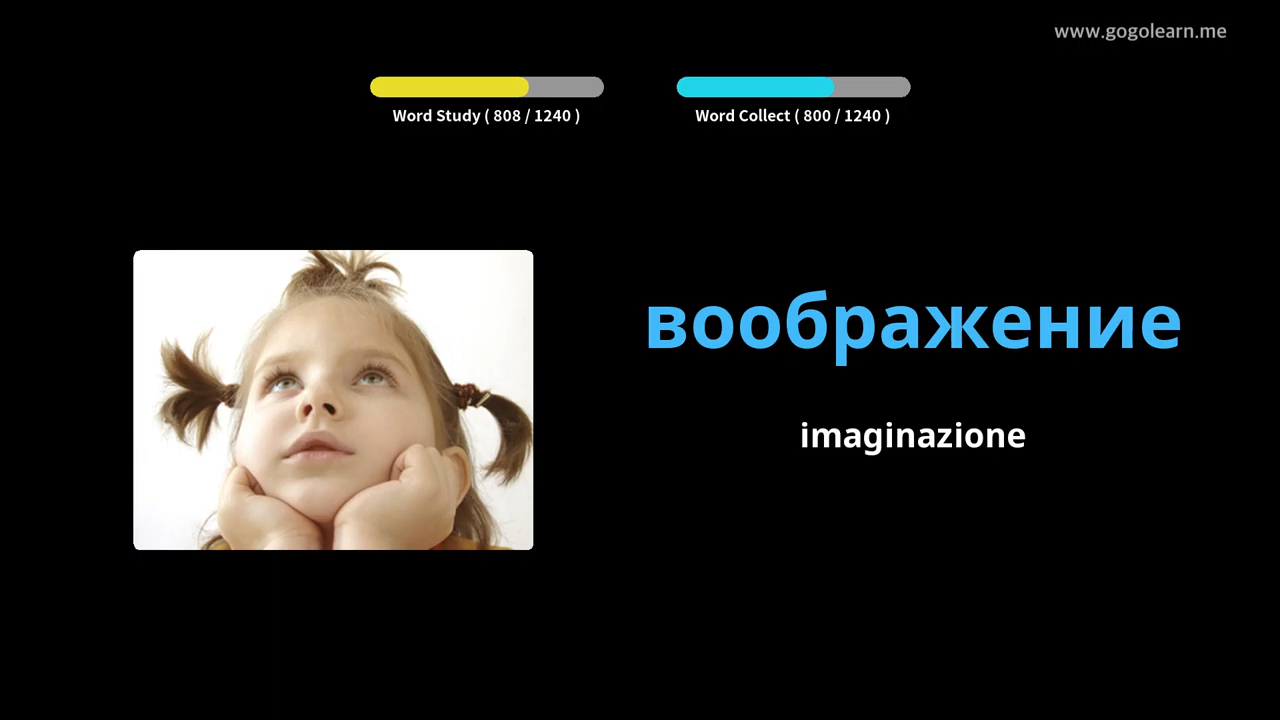 www.gogolearn.me
Word Study ( 808 / 1240 )
Word Collect ( 800 / 1240 )
воображение
imaginazione